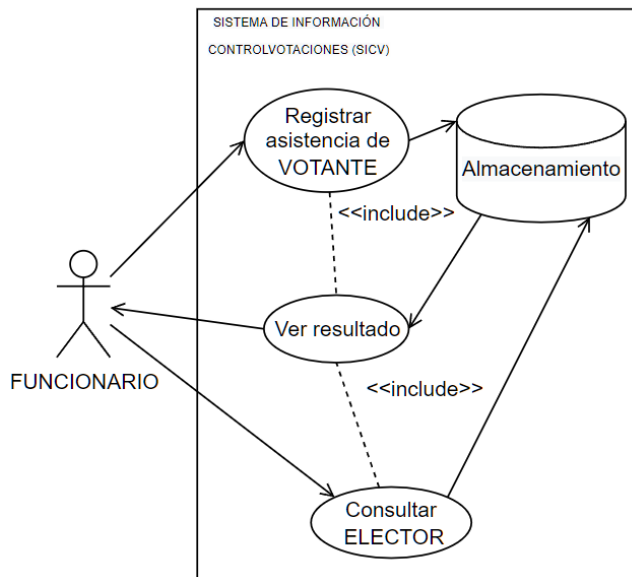 SISTEMA DE INFORMACIÓN
CONTROLVOTACIONES (SICV)
Registrar
asistencia de
VOTANTE
Almacenamiento
<<include>>
Ver resultado
FUNCIONARIO
<<include>>
Consultar
ELECTOR